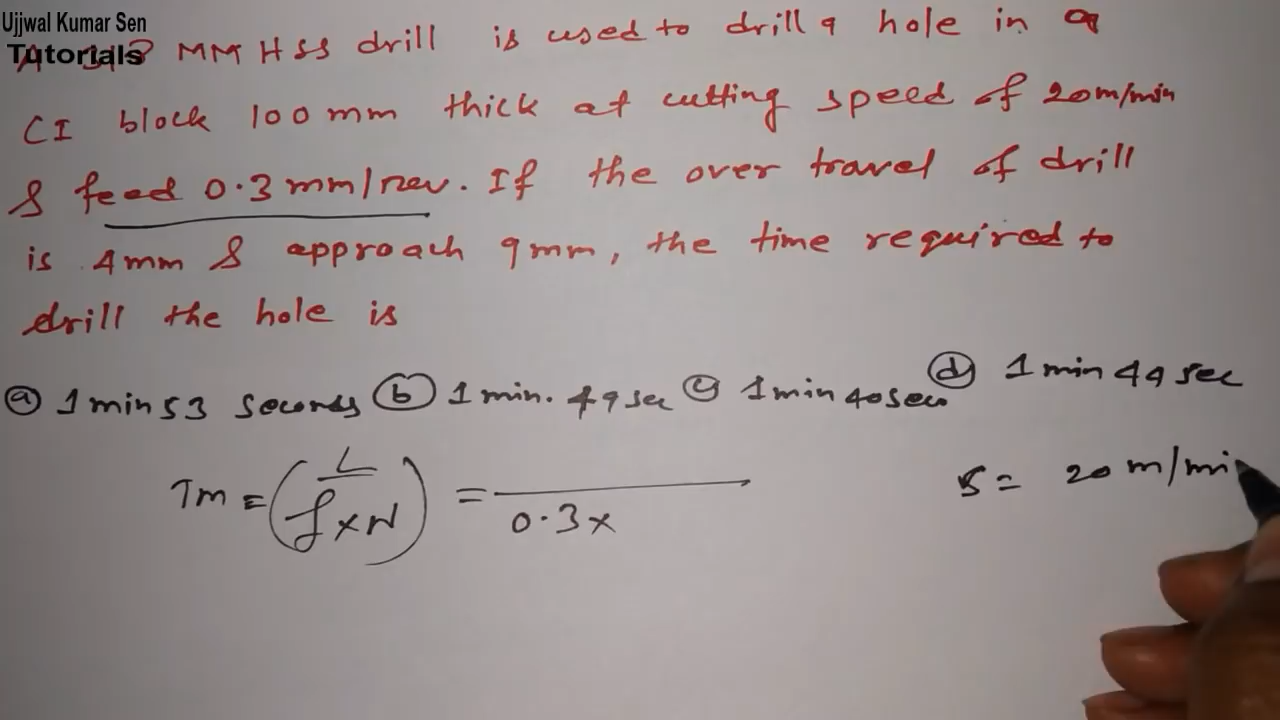 Ujjwal Kumar Sen
Tutorials
MM HSS drill is used to drill a hole in a
CI block 100 mm thick at cutting speed of 20m/min
& feed 0.3 mm/rev. If the over travel of drill
is 4mm & approach 9mm, the time required to
drill the hole is
(a) 1 min 53 seconds (b) 1 min. 49 sec (c) 1 min 40 sec (d) 1 min 44 sec
Tm = (L / f×N) = / 0.3×
S = 20 m/mi